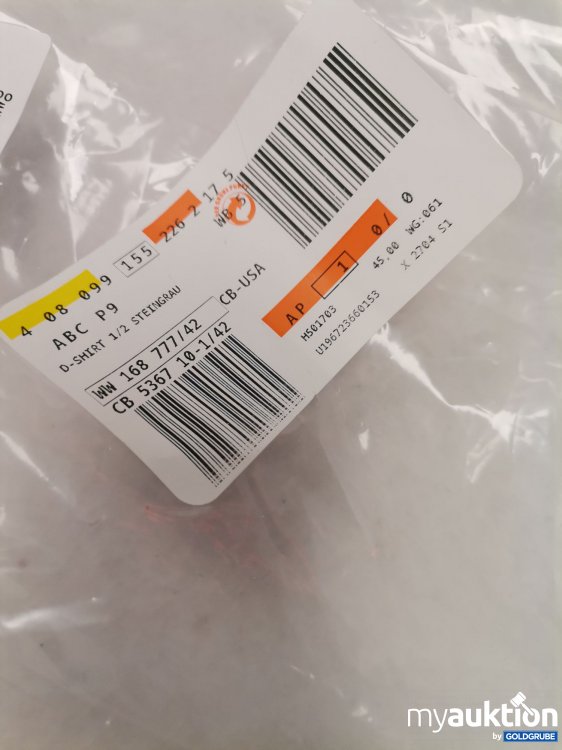 4 08 099 155 226 2 17 5
WB 5
ABC P9
D-SHIRT 1/2 STEINGRAU
WW 168 777/42 CB-USA
CB 5367 10-1/42
AP 1 0/ 0
45,00 WG:061
HS01703 X 2704 S1
U196723660153
myauktion
by GOLDGRUBE